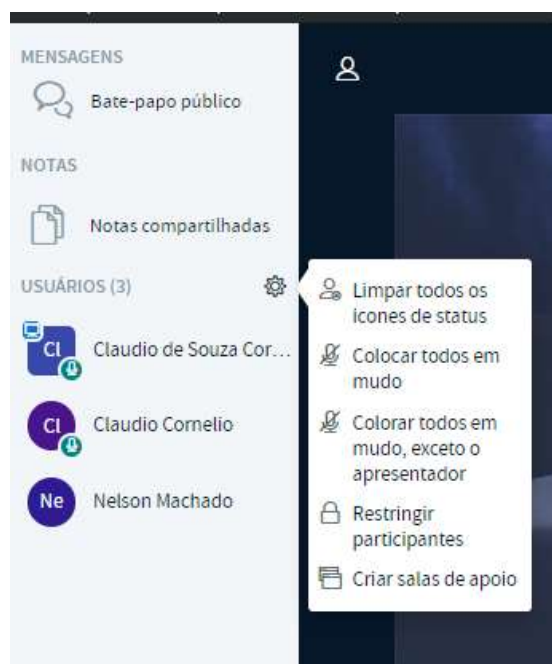 MENSAGENS
Bate-papo público
NOTAS
Notas compartilhadas
USUÁRIOS (3)
CL
Claudio de Souza Cor...
CL
Claudio Cornelio
Ne
Nelson Machado
Limpar todos os
ícones de status
Colocar todos em
mudo
Colorar todos em
mudo, exceto o
apresentador
Restringir
participantes
Criar salas de apoio